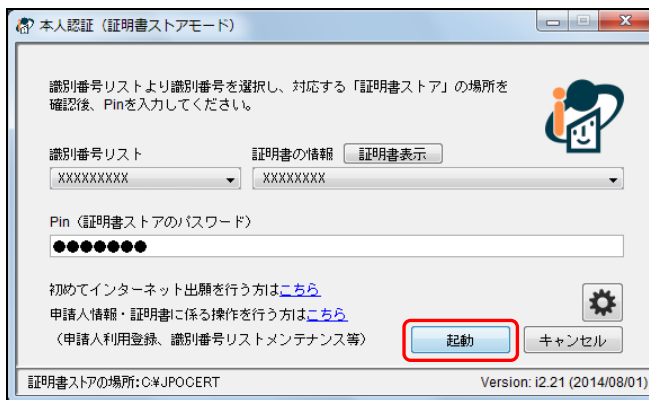 本人認証（証明書ストアモード）
識別番号リストより識別番号を選択し、対応する「証明書ストア」の場所を
確認後、Pinを入力してください。
識別番号リスト 証明書の情報 証明書表示
XXXXXXXXX XXXXXXXX
Pin（証明書ストアのパスワード）
●●●●●●●
初めてインターネット出願を行う方はこちら
申請人情報・証明書に係る操作を行う方はこちら
（申請人利用登録、識別番号リストメンテナンス等） 起動 キャンセル
証明書ストアの場所:C:¥JPOCERT Version: i2.21 (2014/08/01)